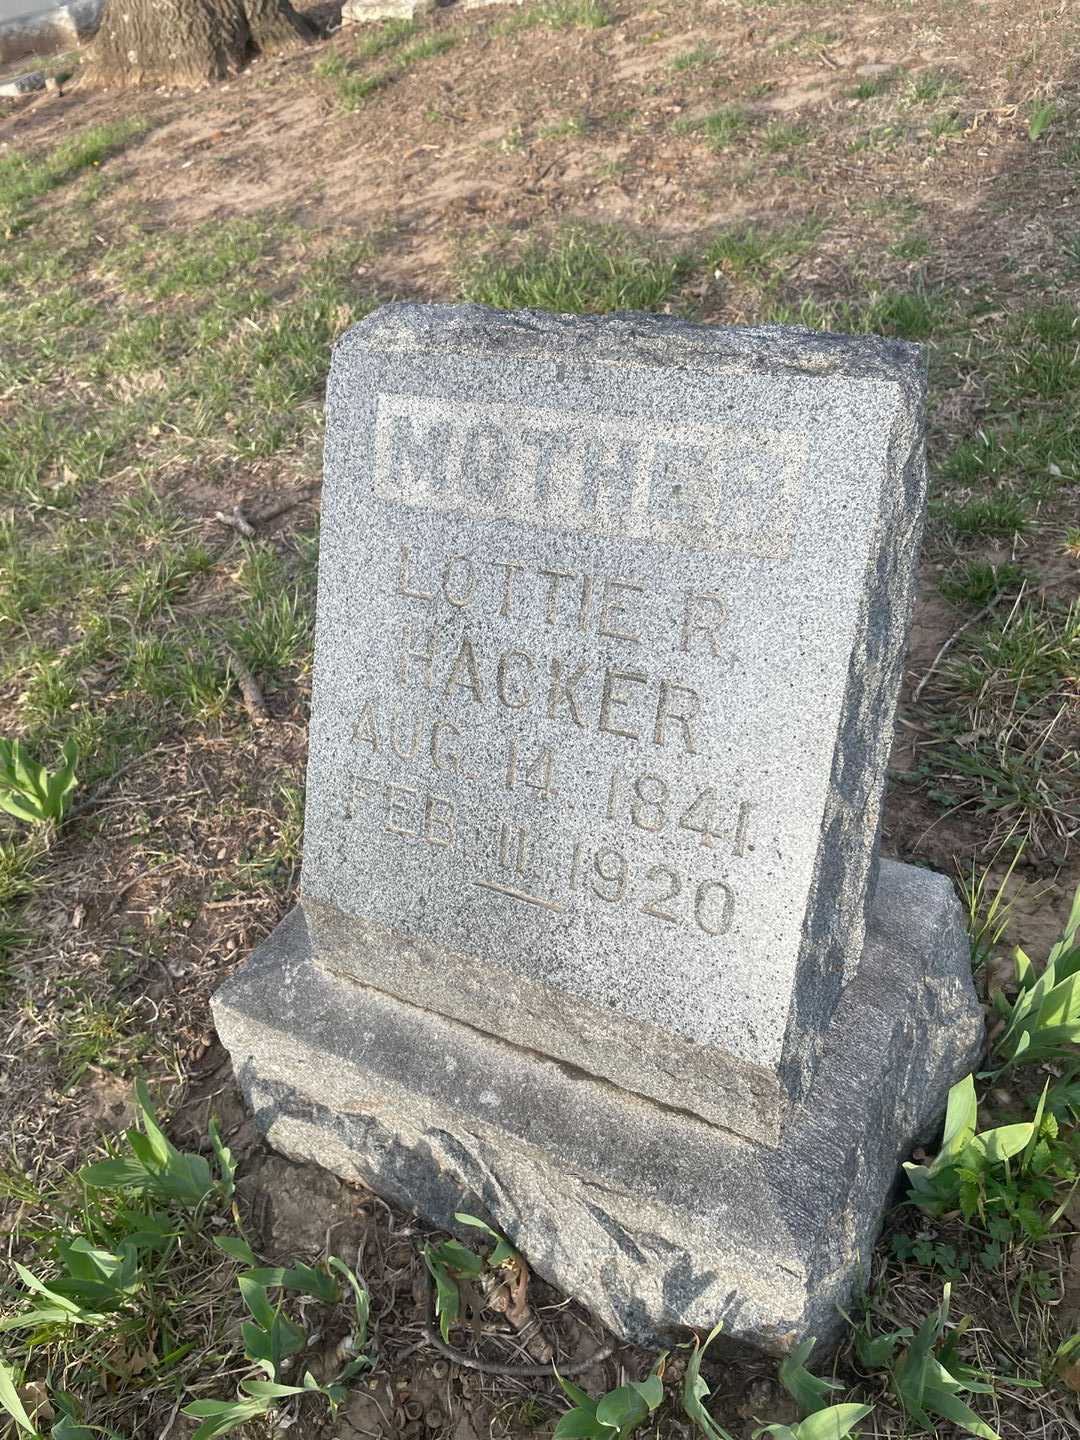 MOTHER
LOTTIE R.
HACKER
AUG. 14, 1841.
FEB. 11, 1920